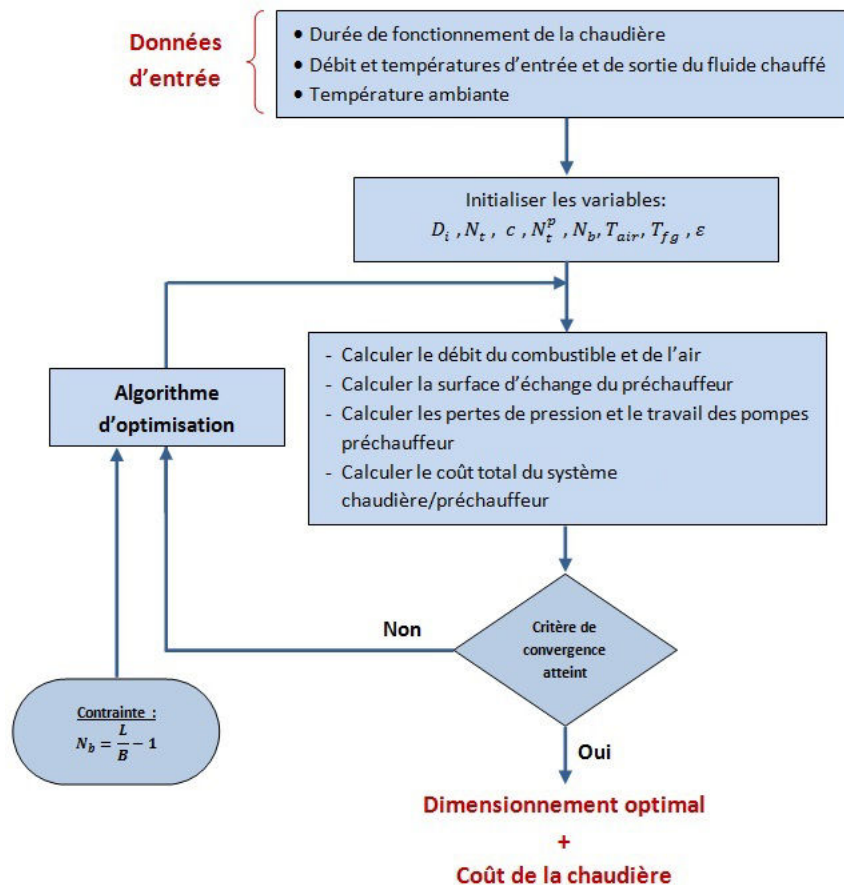 Données
d'entrée
• Durée de fonctionnement de la chaudière
• Débit et températures d'entrée et de sortie du fluide chauffé
• Température ambiante
Initialiser les variables:
D_i , N_t , c , N_t^p , N_b, T_air, T_fg , ε
- Calculer le débit du combustible et de l'air
- Calculer la surface d'échange du préchauffeur
- Calculer les pertes de pression et le travail des pompes
préchauffeur
- Calculer le coût total du système
chaudière/préchauffeur
Algorithme
d'optimisation
Non
Critère de
convergence
atteint
Contrainte :
N_b = L/B − 1
Oui
Dimensionnement optimal
+
Coût de la chaudière